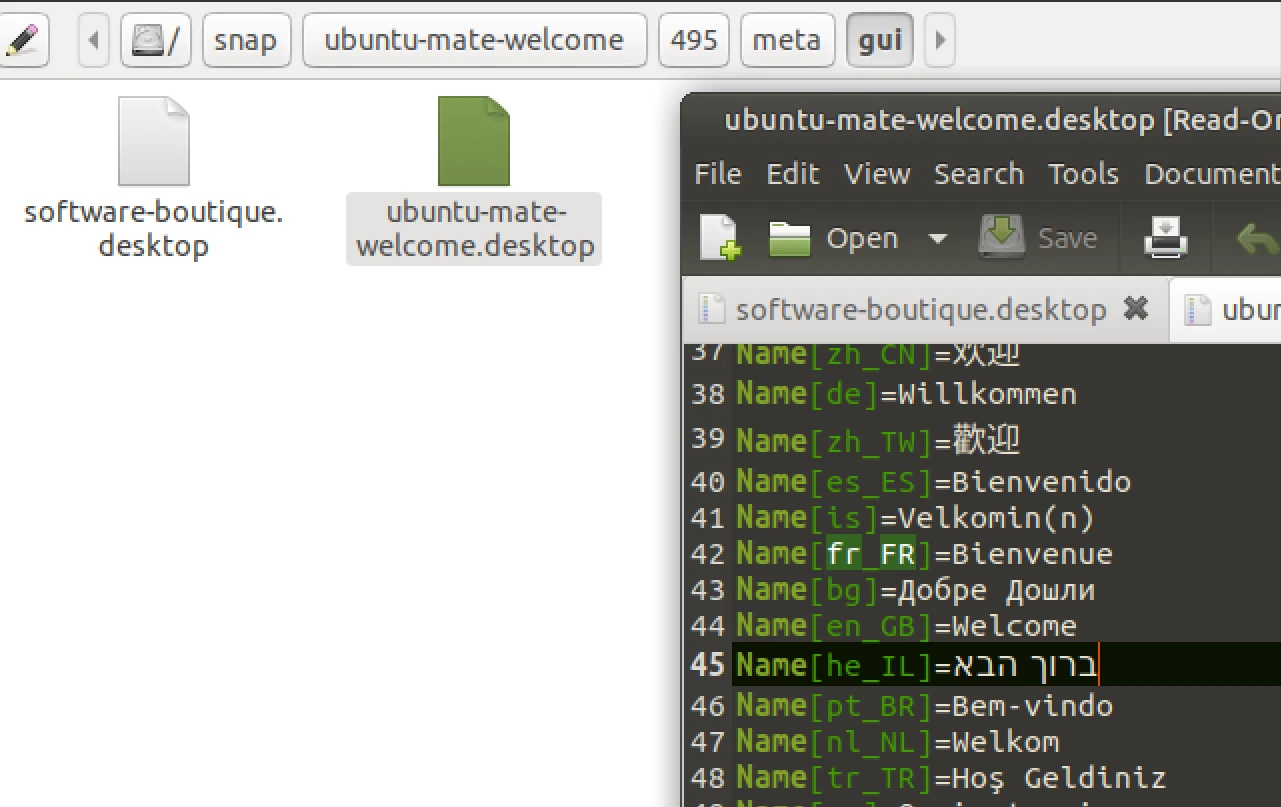 / snap ubuntu-mate-welcome 495 meta gui
software-boutique.
desktop
ubuntu-mate-
welcome.desktop
ubuntu-mate-welcome.desktop [Read-On
File Edit View Search Tools Document
Open Save
software-boutique.desktop ubun
37 Name[zh_CN]=欢迎
38 Name[de]=Willkommen
39 Name[zh_TW]=歡迎
40 Name[es_ES]=Bienvenido
41 Name[is]=Velkomin(n)
42 Name[fr_FR]=Bienvenue
43 Name[bg]=Добре Дошли
44 Name[en_GB]=Welcome
45 Name[he_IL]=ברוך הבא
46 Name[pt_BR]=Bem-vindo
47 Name[nl_NL]=Welkom
48 Name[tr_TR]=Hoş Geldiniz